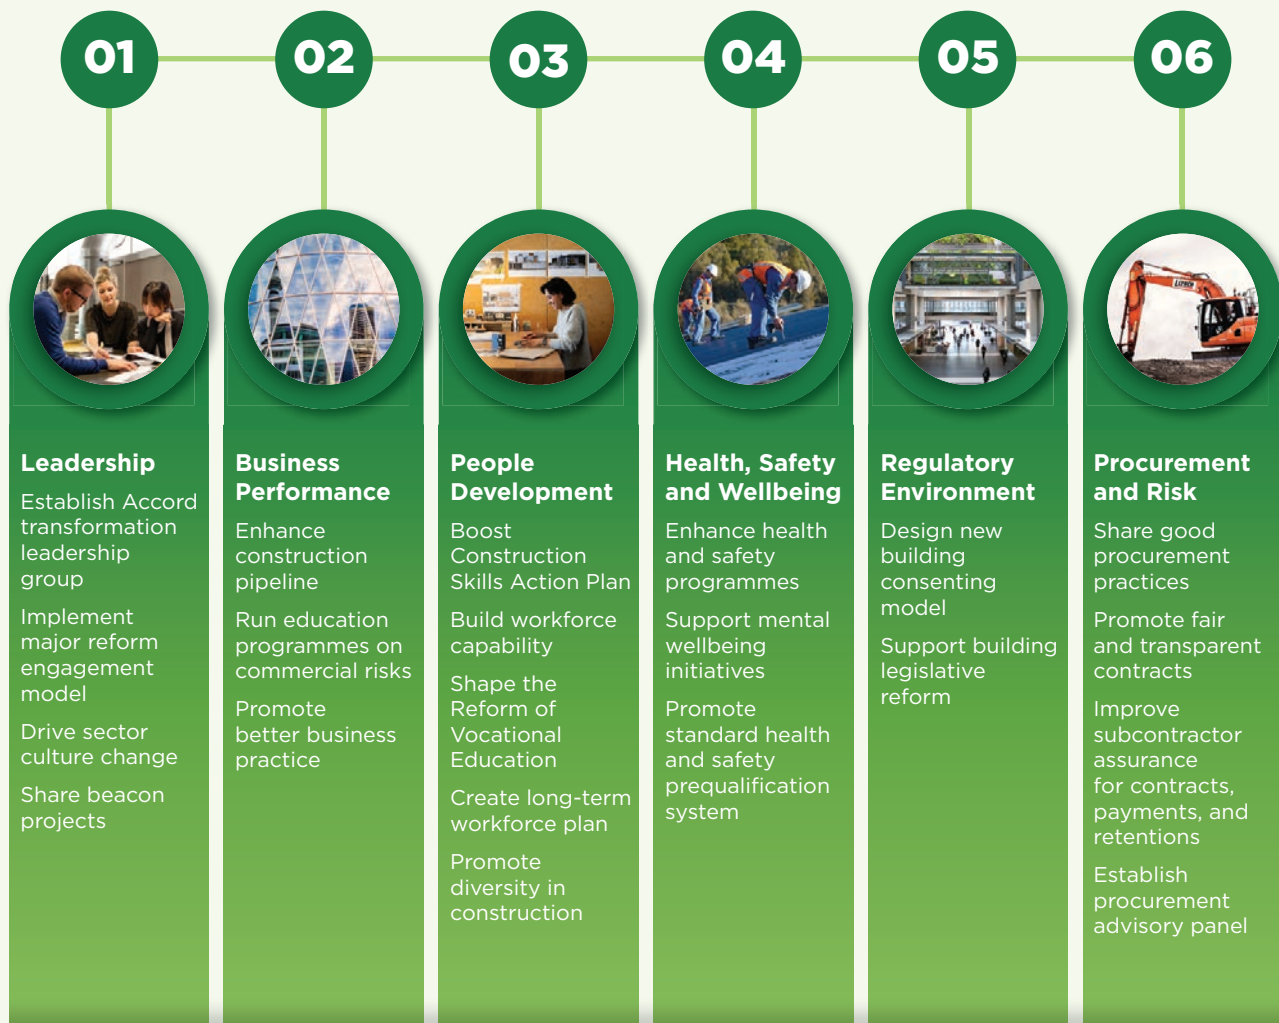 01
02
03
04
05
06
Leadership
Establish Accord
transformation
leadership
group
Implement
major reform
engagement
model
Drive sector
culture change
Share beacon
projects
Business
Performance
Enhance
construction
pipeline
Run education
programmes on
commercial risks
Promote
better business
practice
People
Development
Boost
Construction
Skills Action Plan
Build workforce
capability
Shape the
Reform of
Vocational
Education
Create long-term
workforce plan
Promote
diversity in
construction
Health, Safety
and Wellbeing
Enhance health
and safety
programmes
Support mental
wellbeing
initiatives
Promote
standard health
and safety
prequalification
system
Regulatory
Environment
Design new
building
consenting
model
Support building
legislative
reform
Procurement
and Risk
Share good
procurement
practices
Promote fair
and transparent
contracts
Improve
subcontractor
assurance
for contracts,
payments, and
retentions
Establish
procurement
advisory panel